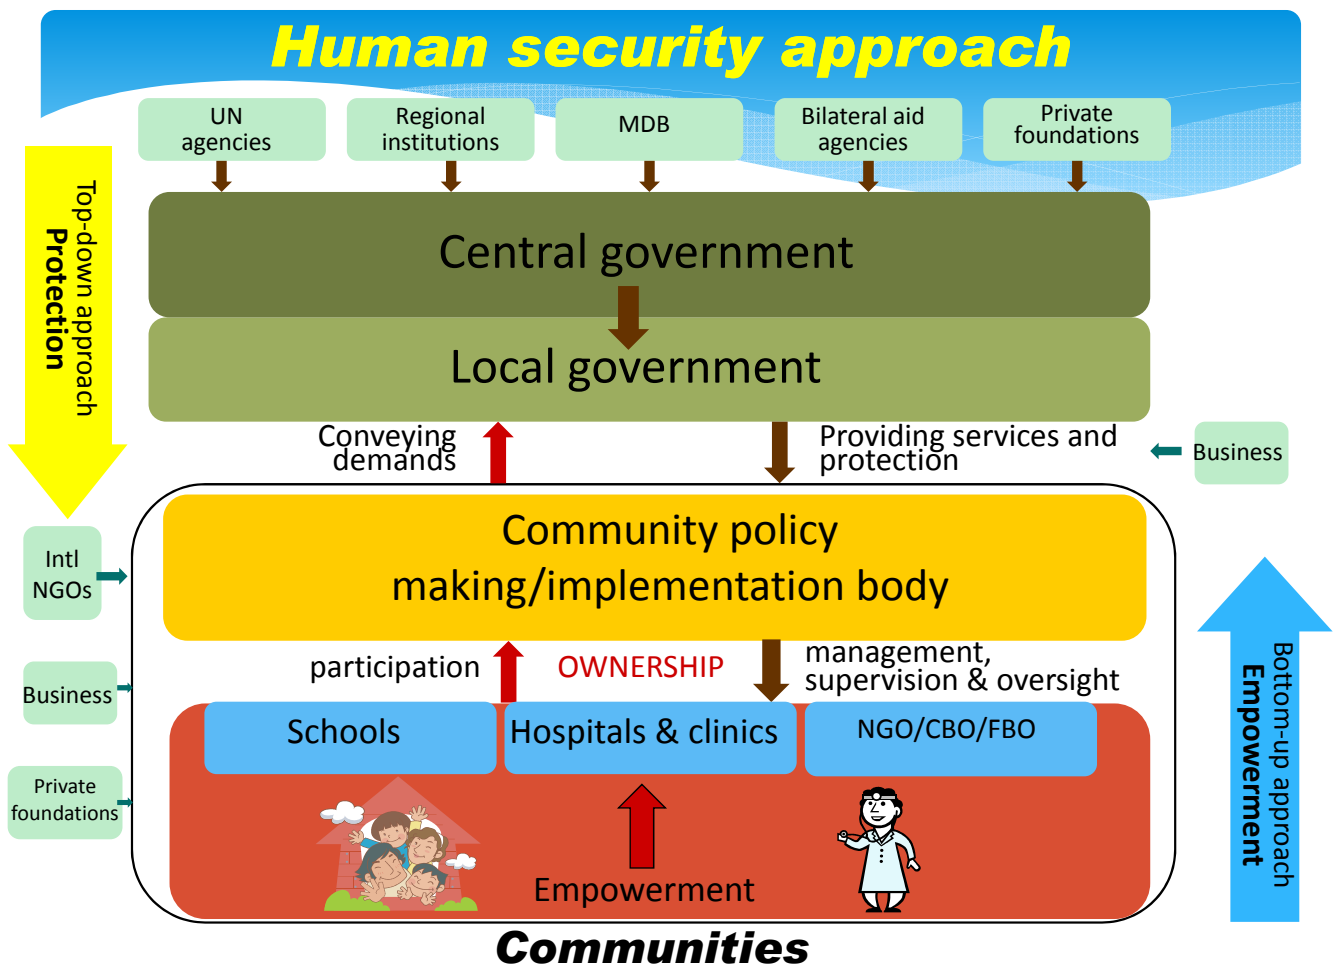 Human security approach
UN
agencies
Regional
institutions
MDB
Bilateral aid
agencies
Private
foundations
Top-down approach
Protection
Central government
Local government
Conveying
demands
Providing services and
protection
Business
Community policy
making/implementation body
Intl
NGOs
Business
Private
foundations
participation
OWNERSHIP
management,
supervision & oversight
Schools
Hospitals & clinics
NGO/CBO/FBO
Empowerment
Bottom-up approach
Empowerment
Communities